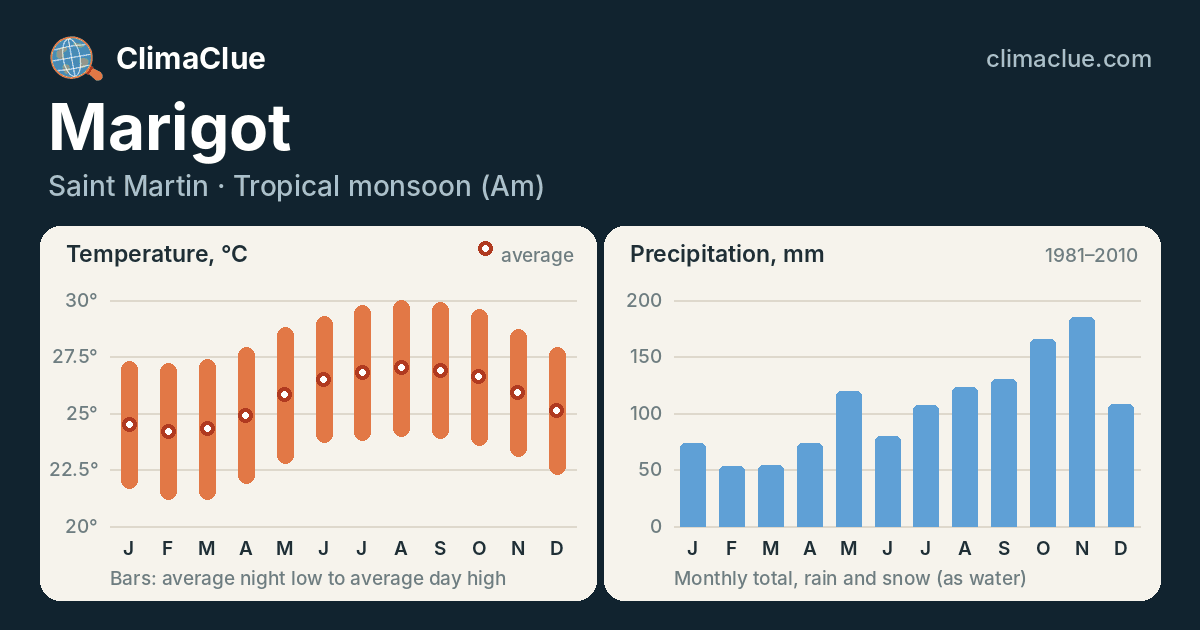 ClimaClue
climaclue.com
Marigot
Saint Martin · Tropical monsoon (Am)
Temperature, °C
average
30°
27.5°
25°
22.5°
20°
J F M A M J J A S O N D
Bars: average night low to average day high
Precipitation, mm
1981–2010
200
150
100
50
0
J F M A M J J A S O N D
Monthly total, rain and snow (as water)